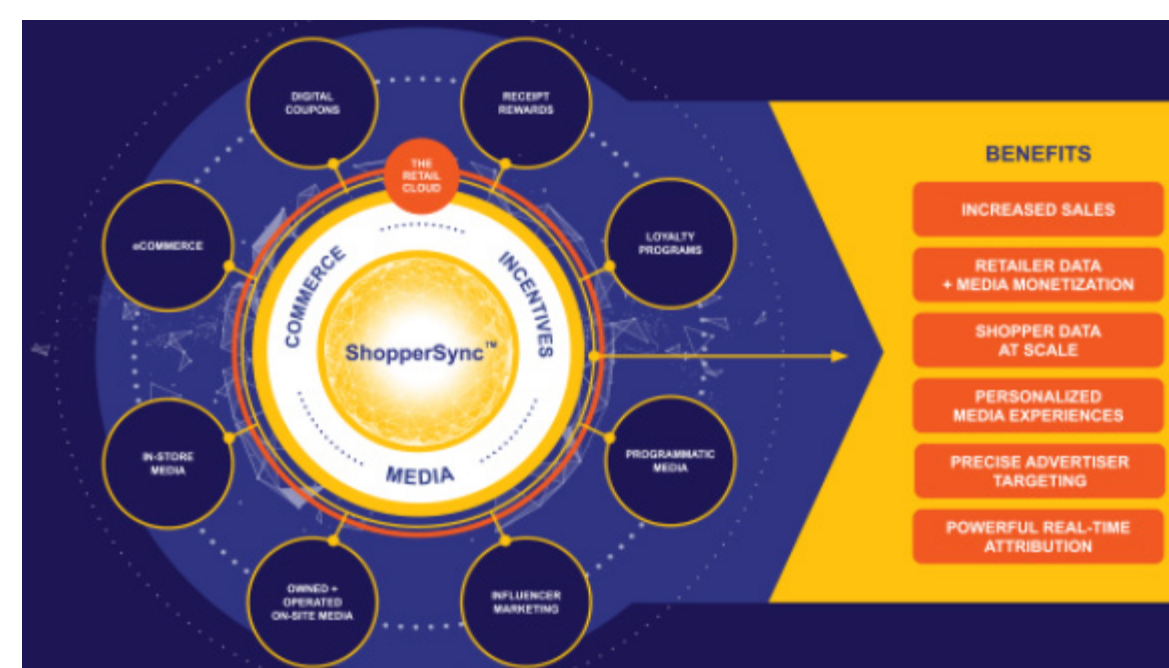 DIGITAL
COUPONS
RECEIPT
REWARDS
THE
RETAIL
CLOUD
eCOMMERCE
LOYALTY
PROGRAMS
COMMERCE
INCENTIVES
MEDIA
ShopperSync™
IN-STORE
MEDIA
PROGRAMMATIC
MEDIA
OWNED +
OPERATED
ON-SITE MEDIA
INFLUENCER
MARKETING
BENEFITS
INCREASED SALES
RETAILER DATA
+ MEDIA MONETIZATION
SHOPPER DATA
AT SCALE
PERSONALIZED
MEDIA EXPERIENCES
PRECISE ADVERTISER
TARGETING
POWERFUL REAL-TIME
ATTRIBUTION